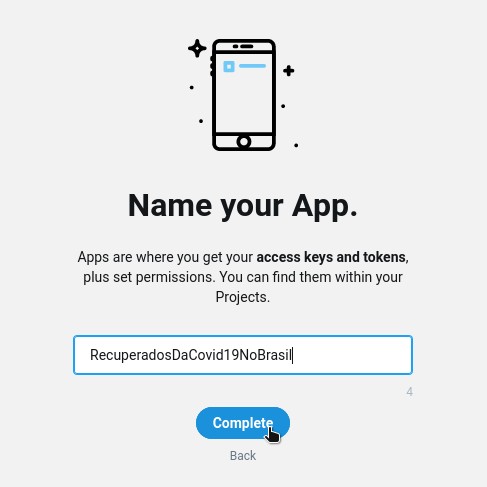 Name your App.
Apps are where you get your access keys and tokens,
plus set permissions. You can find them within your
Projects.
RecuperadosDaCovid19NoBrasil
4
Complete
Back